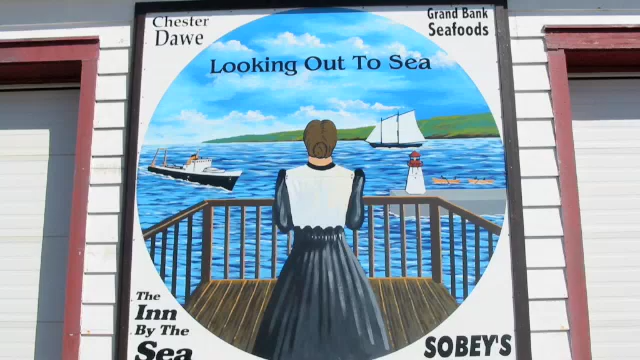 Chester
Dawe
Grand Bank
Seafoods
Looking Out To Sea
The
Inn
By The
Sea
SOBEY'S